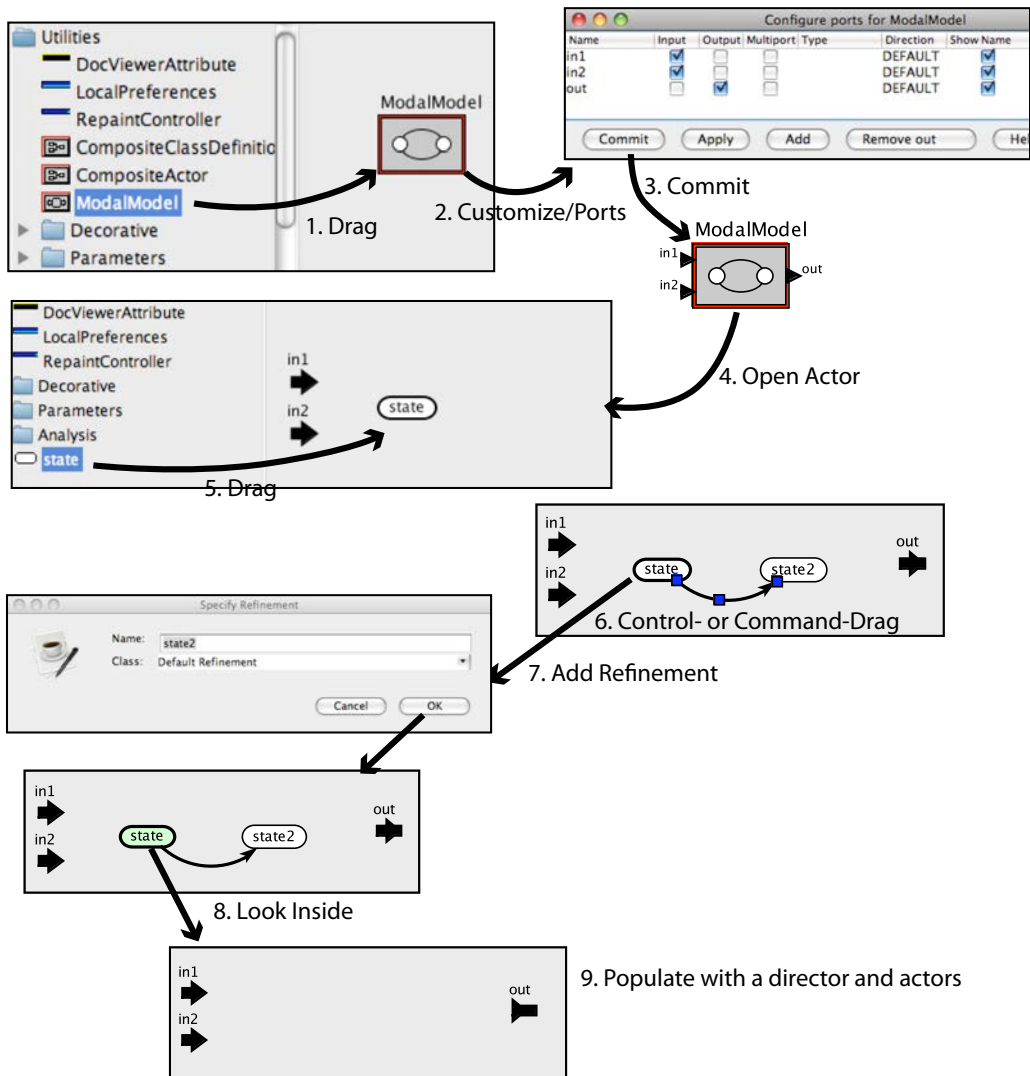 Utilities
DocViewerAttribute
LocalPreferences
RepaintController
CompositeClassDefinitio
CompositeActor
ModalModel
Decorative
Parameters
ModalModel
1. Drag
2. Customize/Ports
Configure ports for ModalModel
Name Input Output Multiport Type Direction Show Name
in1 DEFAULT
in2 DEFAULT
out DEFAULT
Commit Apply Add Remove out Hel
3. Commit
ModalModel
in1
in2
out
4. Open Actor
DocViewerAttribute
LocalPreferences
RepaintController
Decorative
Parameters
Analysis
state
in1
in2
state
5. Drag
in1
in2
out
state state2
6. Control- or Command-Drag
7. Add Refinement
Specify Refinement
Name: state2
Class: Default Refinement
Cancel OK
in1
in2
out
state state2
8. Look Inside
in1
in2
out
9. Populate with a director and actors